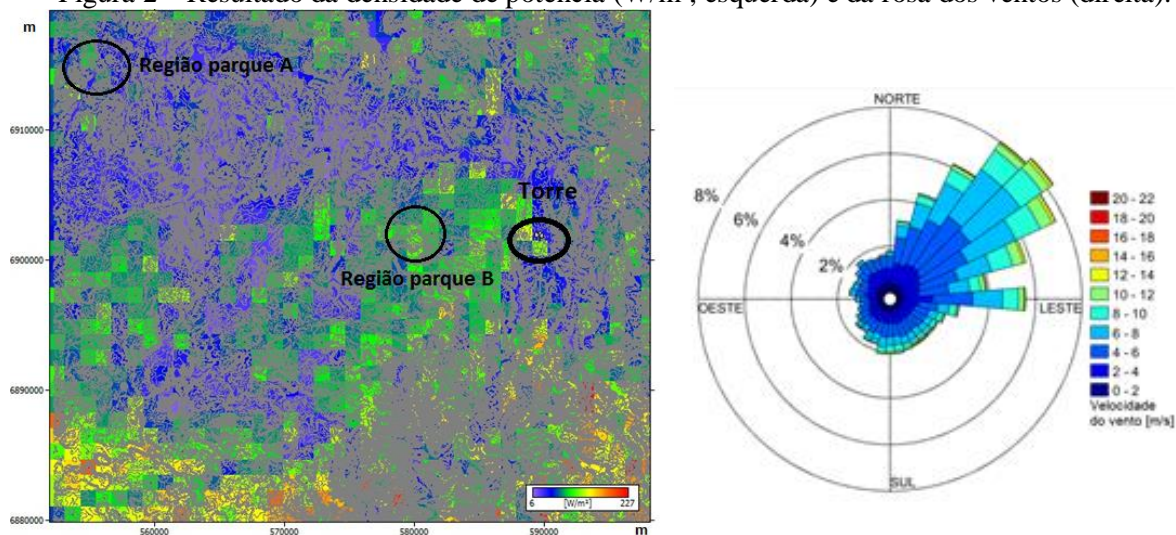 Figura 2 – Resultado da densidade de potência (W/m², esquerda) e da rosa dos ventos (direita).
m
Região parque A
6910000
Torre
6900000
Região parque B
6890000
6880000
6 [W/m²] 227
560000 570000 580000 590000 m
NORTE
8%
6%
4%
2%
OESTE
LESTE
SUL
20 - 22
18 - 20
16 - 18
14 - 16
12 - 14
10 - 12
8 - 10
6 - 8
4 - 6
2 - 4
0 - 2
Velocidade
do vento [m/s]